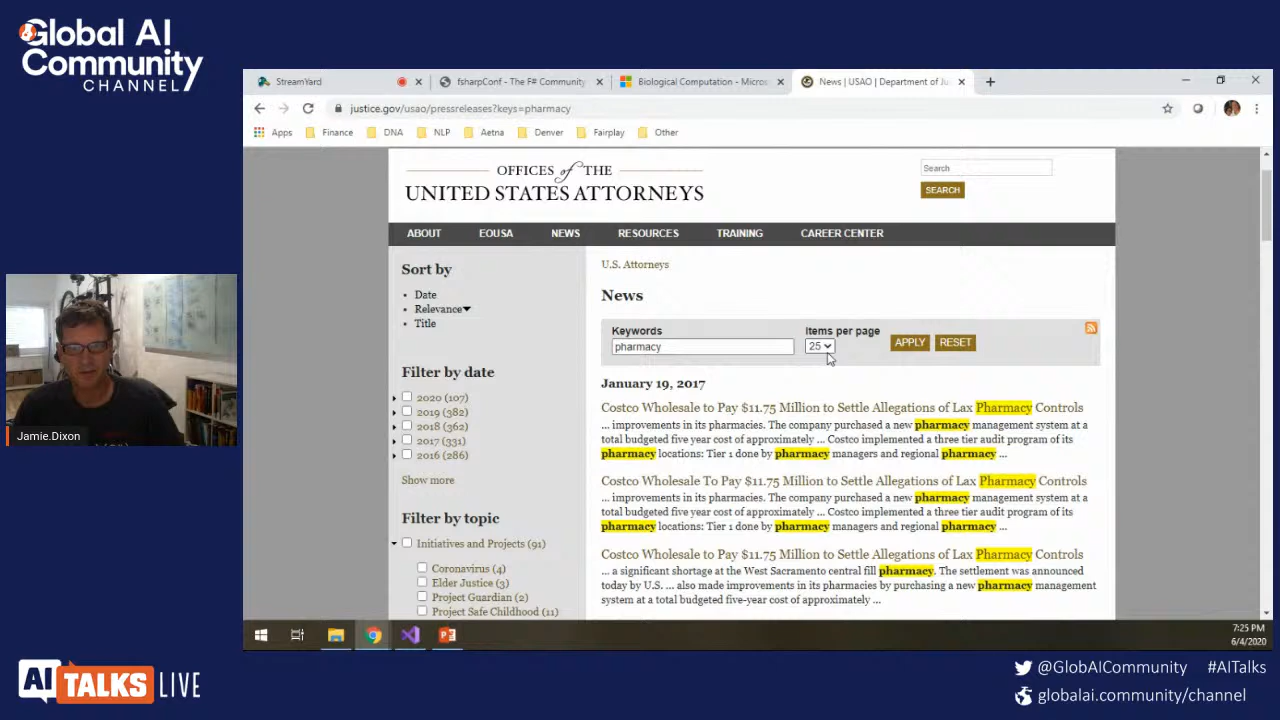 Global AI
Community
CHANNEL
StreamYard
fsharpConf - The F# Community
Biological Computation - Micros
News | USAO | Department of Ju
justice.gov/usao/pressreleases?keys=pharmacy
Apps
Finance
DNA
NLP
Aetna
Denver
Fairplay
Other
OFFICES of THE
UNITED STATES ATTORNEYS
Search
SEARCH
ABOUT
EOUSA
NEWS
RESOURCES
TRAINING
CAREER CENTER
Sort by
Date
Relevance
Title
Filter by date
2020 (107)
2019 (382)
2018 (362)
2017 (331)
2016 (286)
Show more
Filter by topic
Initiatives and Projects (91)
Coronavirus (4)
Elder Justice (3)
Project Guardian (2)
Project Safe Childhood (11)
U.S. Attorneys
News
Keywords
pharmacy
Items per page
25
APPLY
RESET
January 19, 2017
Costco Wholesale to Pay $11.75 Million to Settle Allegations of Lax Pharmacy Controls
... improvements in its pharmacies. The company purchased a new pharmacy management system at a
total budgeted five year cost of approximately ... Costco implemented a three tier audit program of its
pharmacy locations: Tier 1 done by pharmacy managers and regional pharmacy ...
Costco Wholesale To Pay $11.75 Million to Settle Allegations of Lax Pharmacy Controls
... improvements in its pharmacies. The company purchased a new pharmacy management system at a
total budgeted five year cost of approximately ... Costco implemented a three tier audit program of its
pharmacy locations: Tier 1 done by pharmacy managers and regional pharmacy ...
Costco Wholesale to Pay $11.75 Million to Settle Allegations of Lax Pharmacy Controls
... a significant shortage at the West Sacramento central fill pharmacy. The settlement was announced
today by U.S. ... also made improvements in its pharmacies by purchasing a new pharmacy management
system at a total budgeted five-year cost of approximately ...
Jamie.Dixon
7:25 PM
6/4/2020
AI TALKS LIVE
@GlobAICommunity #AITalks
globalai.community/channel